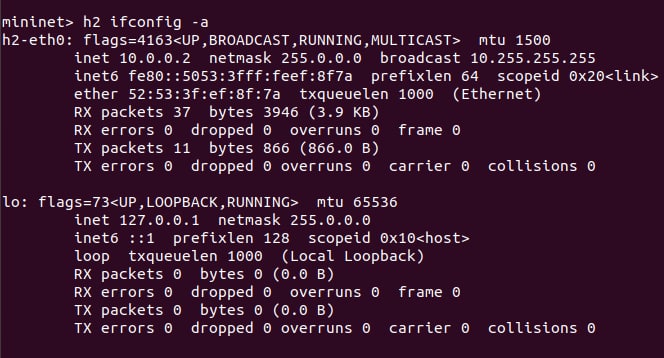 mininet> h2 ifconfig -a
h2-eth0: flags=4163<UP,BROADCAST,RUNNING,MULTICAST>  mtu 1500
        inet 10.0.0.2  netmask 255.0.0.0  broadcast 10.255.255.255
        inet6 fe80::5053:3fff:feef:8f7a  prefixlen 64  scopeid 0x20<link>
        ether 52:53:3f:ef:8f:7a  txqueuelen 1000  (Ethernet)
        RX packets 37  bytes 3946 (3.9 KB)
        RX errors 0  dropped 0  overruns 0  frame 0
        TX packets 11  bytes 866 (866.0 B)
        TX errors 0  dropped 0 overruns 0  carrier 0  collisions 0

lo: flags=73<UP,LOOPBACK,RUNNING>  mtu 65536
        inet 127.0.0.1  netmask 255.0.0.0
        inet6 ::1  prefixlen 128  scopeid 0x10<host>
        loop  txqueuelen 1000  (Local Loopback)
        RX packets 0  bytes 0 (0.0 B)
        RX errors 0  dropped 0  overruns 0  frame 0
        TX packets 0  bytes 0 (0.0 B)
        TX errors 0  dropped 0 overruns 0  carrier 0  collisions 0